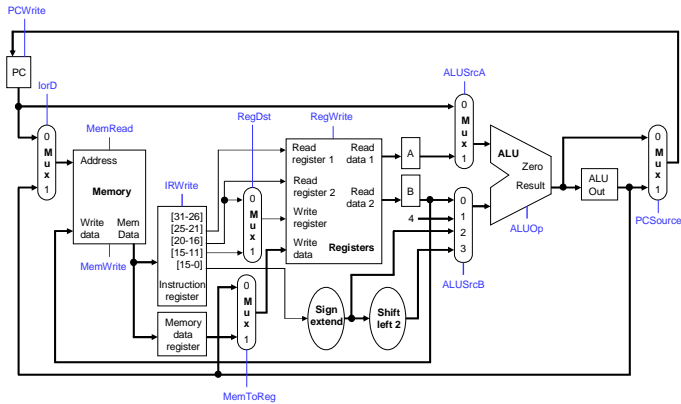 PCWrite
PC
IorD
0
M
u
x
1
MemRead
Address
Memory
Write
data
Mem
Data
MemWrite
IRWrite
[31-26]
[25-21]
[20-16]
[15-11]
[15-0]
Instruction
register
Memory
data
register
RegDst
0
M
u
x
1
0
M
u
x
1
MemToReg
RegWrite
Read
register 1
Read
data 1
Read
register 2
Read
data 2
Write
register
Write
data
Registers
Sign
extend
Shift
left 2
A
B
4
ALUSrcA
0
M
u
x
1
0
1
2
3
ALUSrcB
ALU
Zero
Result
ALUOp
ALU
Out
0
M
u
x
1
PCSource